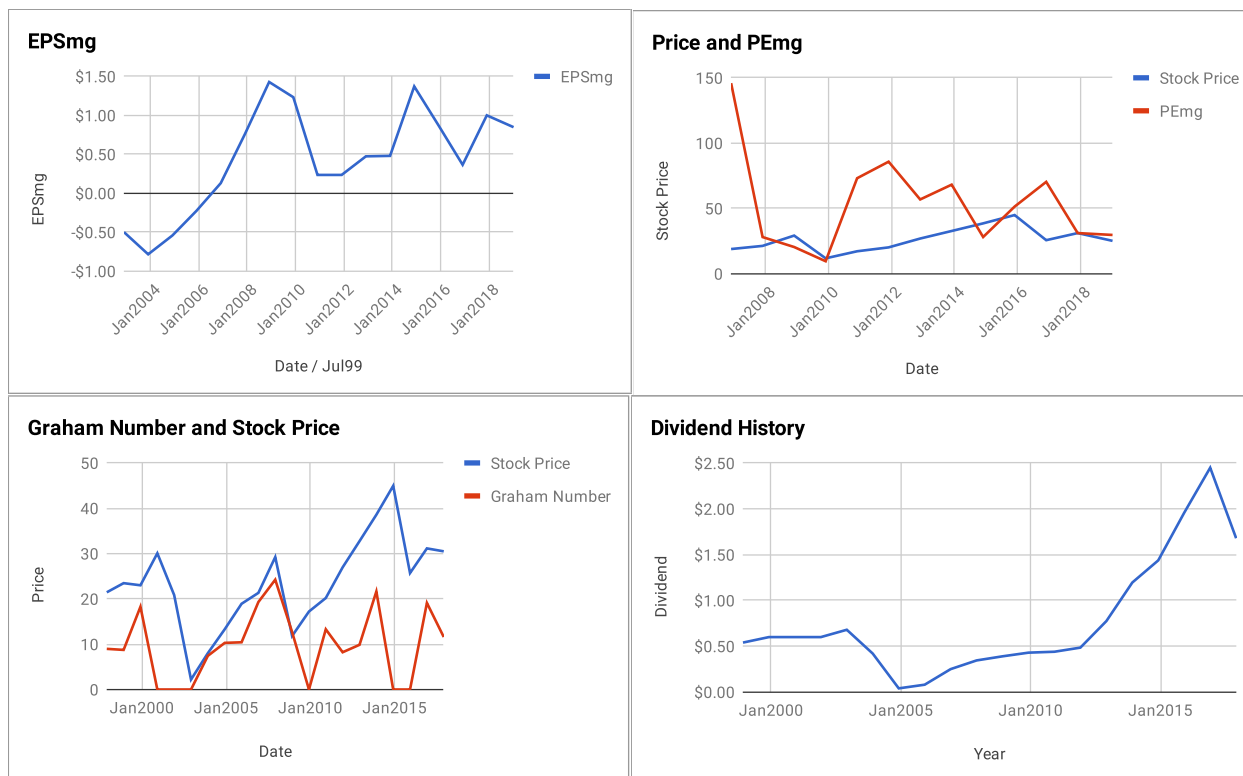 EPSmg
EPSmg
$1.50
$1.00
$0.50
$0.00
-$0.50
-$1.00
EPSmg
Jan2004
Jan2006
Jan2008
Jan2010
Jan2012
Jan2014
Jan2016
Jan2018
Date / Jul99
Price and PEmg
Stock Price
PEmg
150
100
50
0
Stock Price
Jan2008
Jan2010
Jan2012
Jan2014
Jan2016
Jan2018
Date
Graham Number and Stock Price
Stock Price
Graham Number
50
40
30
20
10
0
Price
Jan2000
Jan2005
Jan2010
Jan2015
Date
Dividend History
$2.50
$2.00
$1.50
$1.00
$0.50
$0.00
Dividend
Jan2000
Jan2005
Jan2010
Jan2015
Year